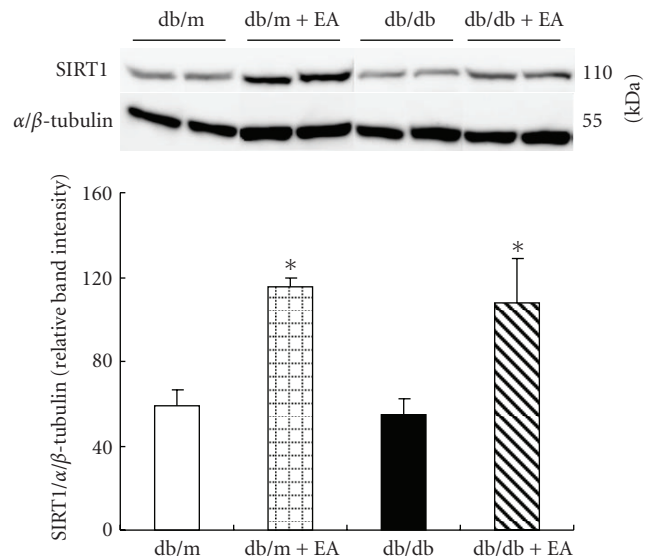 db/m db/m + EA db/db db/db + EA
SIRT1 110
α/β-tubulin 55
(kDa)
SIRT1/α/β-tubulin (relative band intensity)
160
120
80
40
0
*
*
db/m db/m + EA db/db db/db + EA